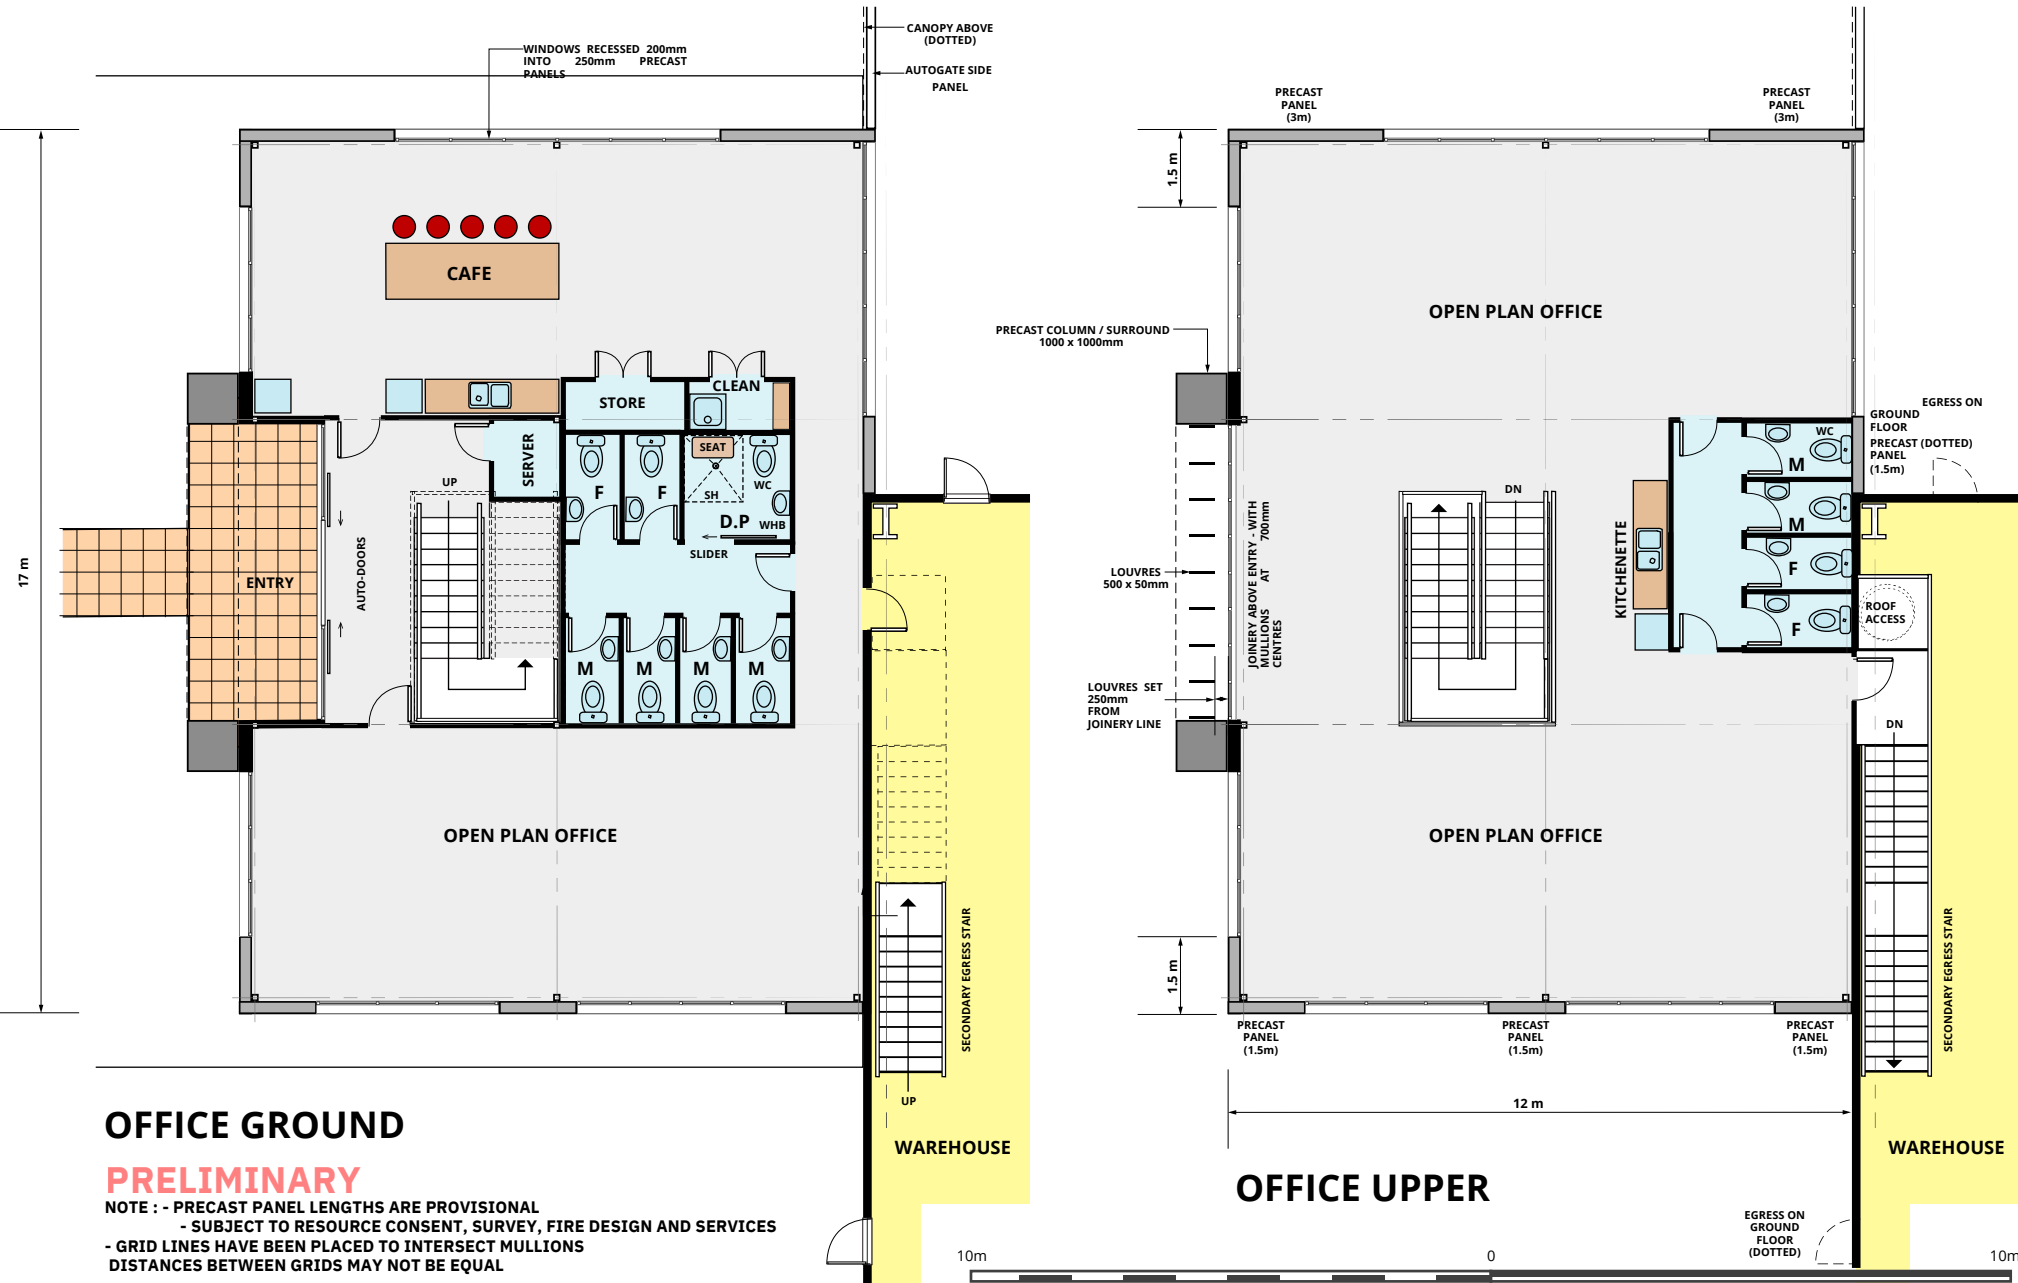 WINDOWS RECESSED 200mm
INTO 250mm PRECAST
PANELS
CANOPY ABOVE
(DOTTED)
AUTOGATE SIDE
PANEL
17 m
CAFE
STORE
CLEAN
SERVER
SEAT
F
F
SH
WC
D.P
WHB
SLIDER
UP
ENTRY
AUTO-DOORS
M
M
M
M
OPEN PLAN OFFICE
SECONDARY EGRESS STAIR
UP
WAREHOUSE
OFFICE GROUND
PRELIMINARY
NOTE : - PRECAST PANEL LENGTHS ARE PROVISIONAL
- SUBJECT TO RESOURCE CONSENT, SURVEY, FIRE DESIGN AND SERVICES
- GRID LINES HAVE BEEN PLACED TO INTERSECT MULLIONS
DISTANCES BETWEEN GRIDS MAY NOT BE EQUAL
PRECAST
PANEL
(3m)
PRECAST
PANEL
(3m)
1.5 m
OPEN PLAN OFFICE
PRECAST COLUMN / SURROUND
1000 x 1000mm
EGRESS ON
GROUND
FLOOR
PRECAST (DOTTED)
PANEL
(1.5m)
WC
M
M
F
F
DN
KITCHENETTE
JOINERY ABOVE ENTRY - WITH
MULLIONS AT 700mm
CENTRES
LOUVRES
500 x 50mm
ROOF
ACCESS
LOUVRES SET
250mm
FROM
JOINERY LINE
DN
OPEN PLAN OFFICE
1.5 m
SECONDARY EGRESS STAIR
PRECAST
PANEL
(1.5m)
PRECAST
PANEL
(1.5m)
PRECAST
PANEL
(1.5m)
12 m
WAREHOUSE
OFFICE UPPER
EGRESS ON
GROUND
FLOOR
(DOTTED)
10m
0
10m